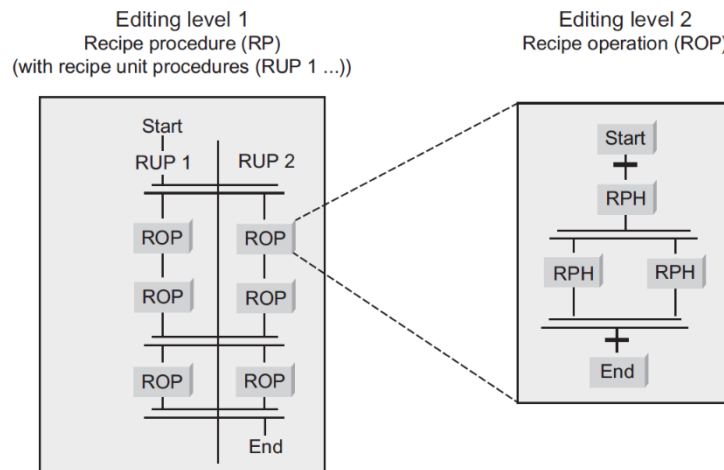 Editing level 1
Recipe procedure (RP)
(with recipe unit procedures (RUP 1 ...))
Start
RUP 1
RUP 2
ROP
ROP
ROP
ROP
ROP
ROP
End
Editing level 2
Recipe operation (ROP)
Start
RPH
RPH
RPH
End